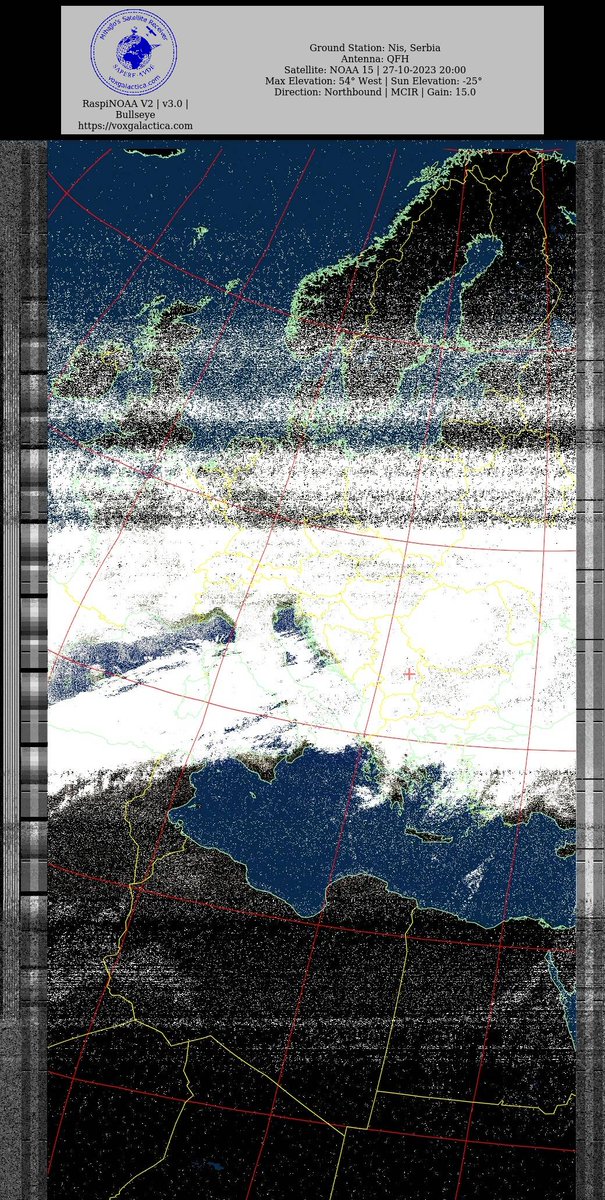 Mihajlo's Satellite Receiver
SAPERE·AVDE
voxgalactica.com
RaspiNOAA V2 | v3.0 |
Bullseye
https://voxgalactica.com
Ground Station: Nis, Serbia
Antenna: QFH
Satellite: NOAA 15 | 27-10-2023 20:00
Max Elevation: 54° West | Sun Elevation: -25°
Direction: Northbound | MCIR | Gain: 15.0